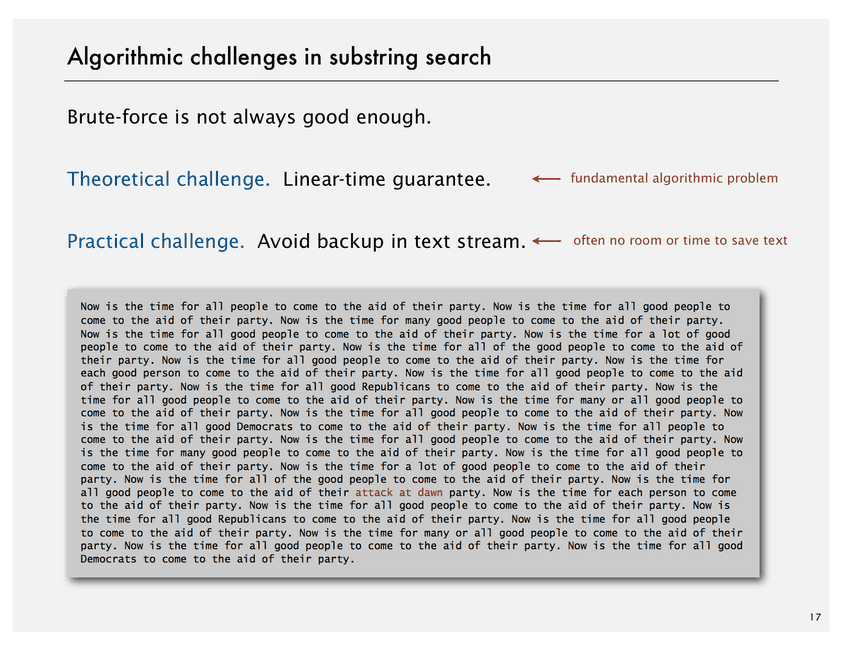 Algorithmic challenges in substring search
Brute-force is not always good enough.
Theoretical challenge. Linear-time guarantee. fundamental algorithmic problem
Practical challenge. Avoid backup in text stream. often no room or time to save text
Now is the time for all people to come to the aid of their party. Now is the time for all good people to
come to the aid of their party. Now is the time for many good people to come to the aid of their party.
Now is the time for all good people to come to the aid of their party. Now is the time for a lot of good
people to come to the aid of their party. Now is the time for all of the good people to come to the aid of
their party. Now is the time for all good people to come to the aid of their party. Now is the time for
each good person to come to the aid of their party. Now is the time for all good people to come to the aid
of their party. Now is the time for all good Republicans to come to the aid of their party. Now is the
time for all good people to come to the aid of their party. Now is the time for many or all good people to
come to the aid of their party. Now is the time for all good people to come to the aid of their party. Now
is the time for all good Democrats to come to the aid of their party. Now is the time for all people to
come to the aid of their party. Now is the time for all good people to come to the aid of their party. Now
is the time for many good people to come to the aid of their party. Now is the time for all good people to
come to the aid of their party. Now is the time for a lot of good people to come to the aid of their
party. Now is the time for all of the good people to come to the aid of their party. Now is the time for
all good people to come to the aid of their attack at dawn party. Now is the time for each person to come
to the aid of their party. Now is the time for all good people to come to the aid of their party. Now is
the time for all good Republicans to come to the aid of their party. Now is the time for all good people
to come to the aid of their party. Now is the time for many or all good people to come to the aid of their
party. Now is the time for all good people to come to the aid of their party. Now is the time for all good
Democrats to come to the aid of their party.
17